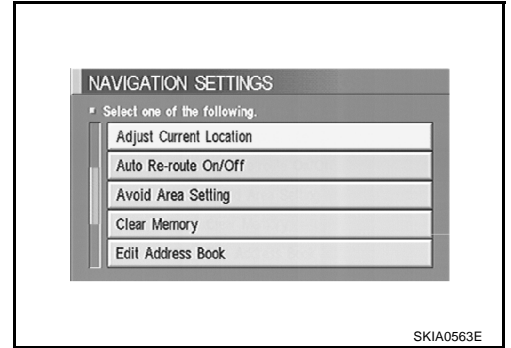 NAVIGATION SETTINGS
Select one of the following.
Adjust Current Location
Auto Re-route On/Off
Avoid Area Setting
Clear Memory
Edit Address Book
SKIA0563E